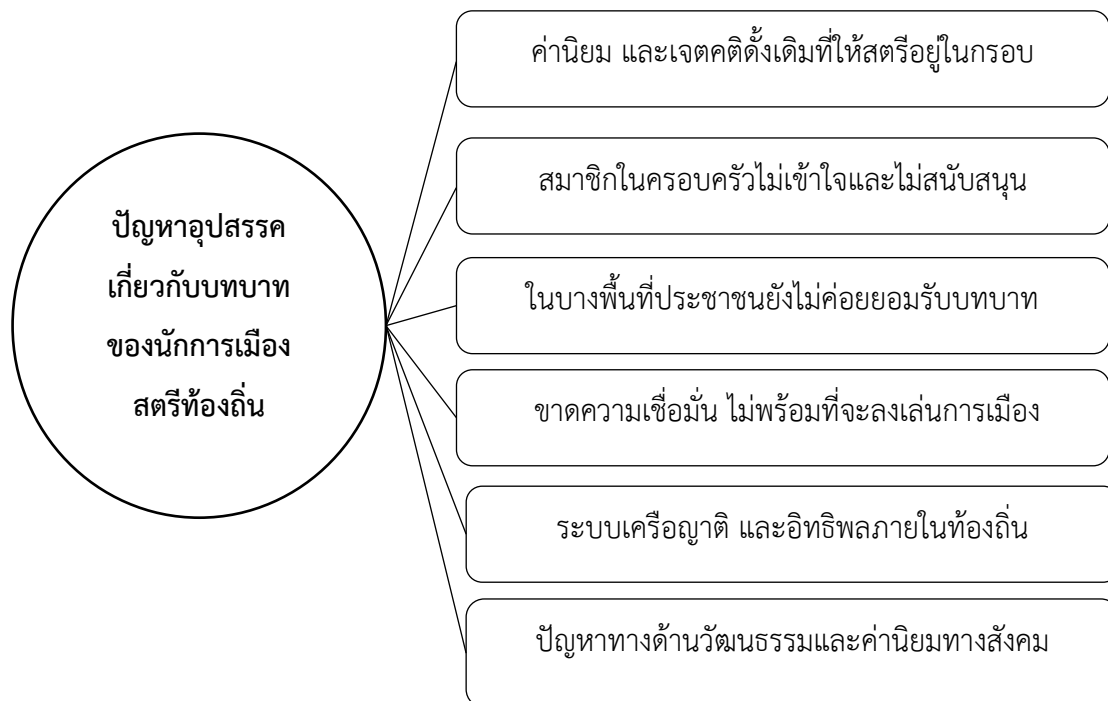 ปัญหาอุปสรรค
เกี่ยวกับบทบาท
ของนักการเมือง
สตรีท้องถิ่น
ค่านิยม และเจตคติดั้งเดิมที่ให้สตรีอยู่ในกรอบ
สมาชิกในครอบครัวไม่เข้าใจและไม่สนับสนุน
ในบางพื้นที่ประชาชนยังไม่ค่อยยอมรับบทบาท
ขาดความเชื่อมั่น ไม่พร้อมที่จะลงเล่นการเมือง
ระบบเครือญาติ และอิทธิพลภายในท้องถิ่น
ปัญหาทางด้านวัฒนธรรมและค่านิยมทางสังคม